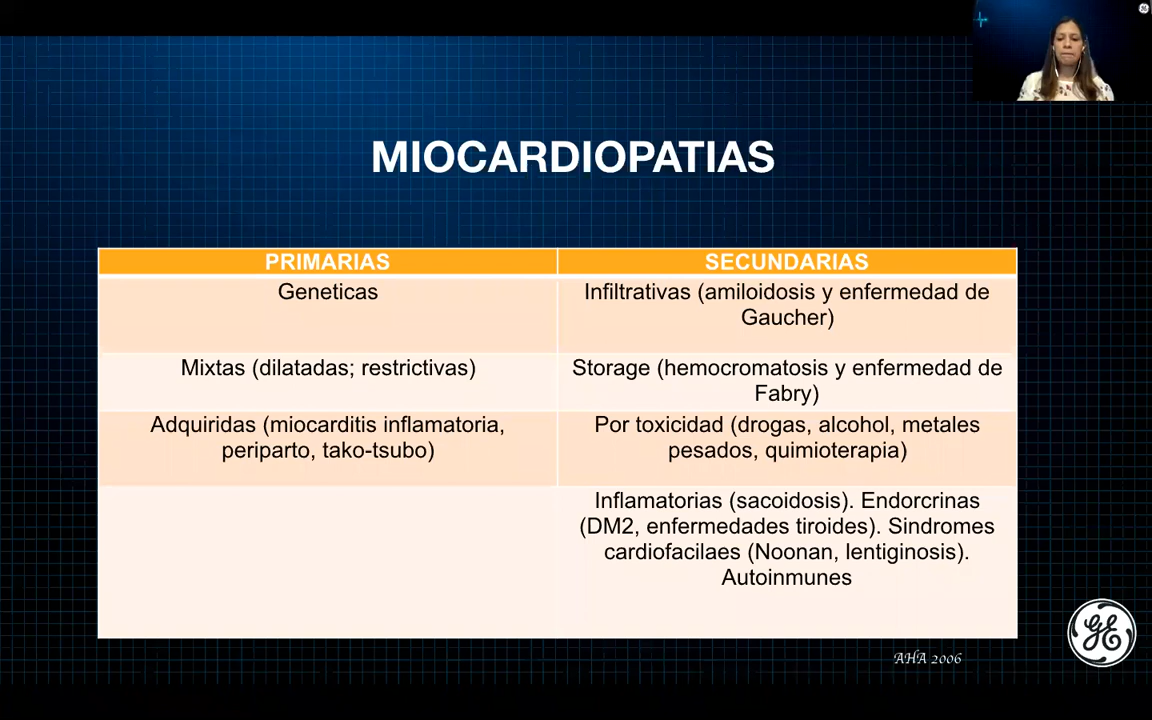 MIOCARDIOPATIAS
PRIMARIAS
SECUNDARIAS
Geneticas
Infiltrativas (amiloidosis y enfermedad de
Gaucher)
Mixtas (dilatadas; restrictivas)
Storage (hemocromatosis y enfermedad de
Fabry)
Adquiridas (miocarditis inflamatoria,
periparto, tako-tsubo)
Por toxicidad (drogas, alcohol, metales
pesados, quimioterapia)
Inflamatorias (sacoidosis). Endorcrinas
(DM2, enfermedades tiroides). Sindromes
cardiofacilaes (Noonan, lentiginosis).
Autoinmunes
AHA 2006
GE